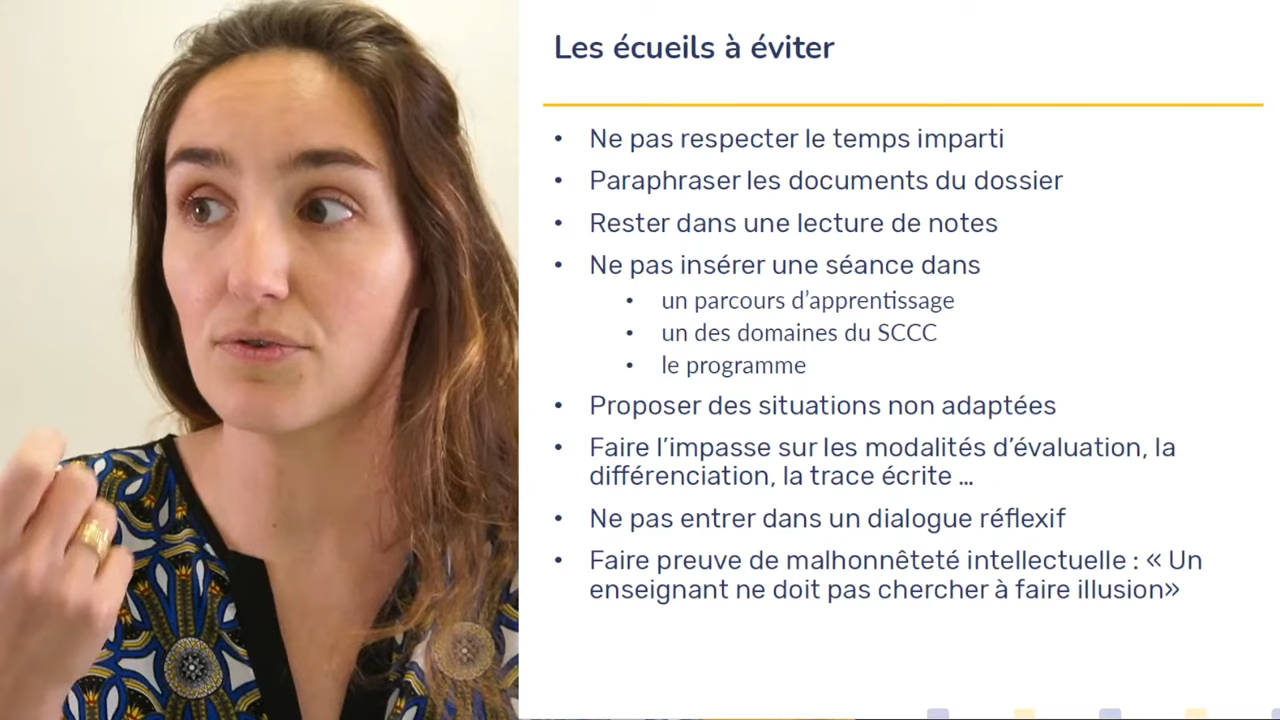 Les écueils à éviter
• Ne pas respecter le temps imparti
• Paraphraser les documents du dossier
• Rester dans une lecture de notes
• Ne pas insérer une séance dans
• un parcours d’apprentissage
• un des domaines du SCCC
• le programme
• Proposer des situations non adaptées
• Faire l’impasse sur les modalités d’évaluation, la
différenciation, la trace écrite …
• Ne pas entrer dans un dialogue réflexif
• Faire preuve de malhonnêteté intellectuelle : « Un
enseignant ne doit pas chercher à faire illusion»